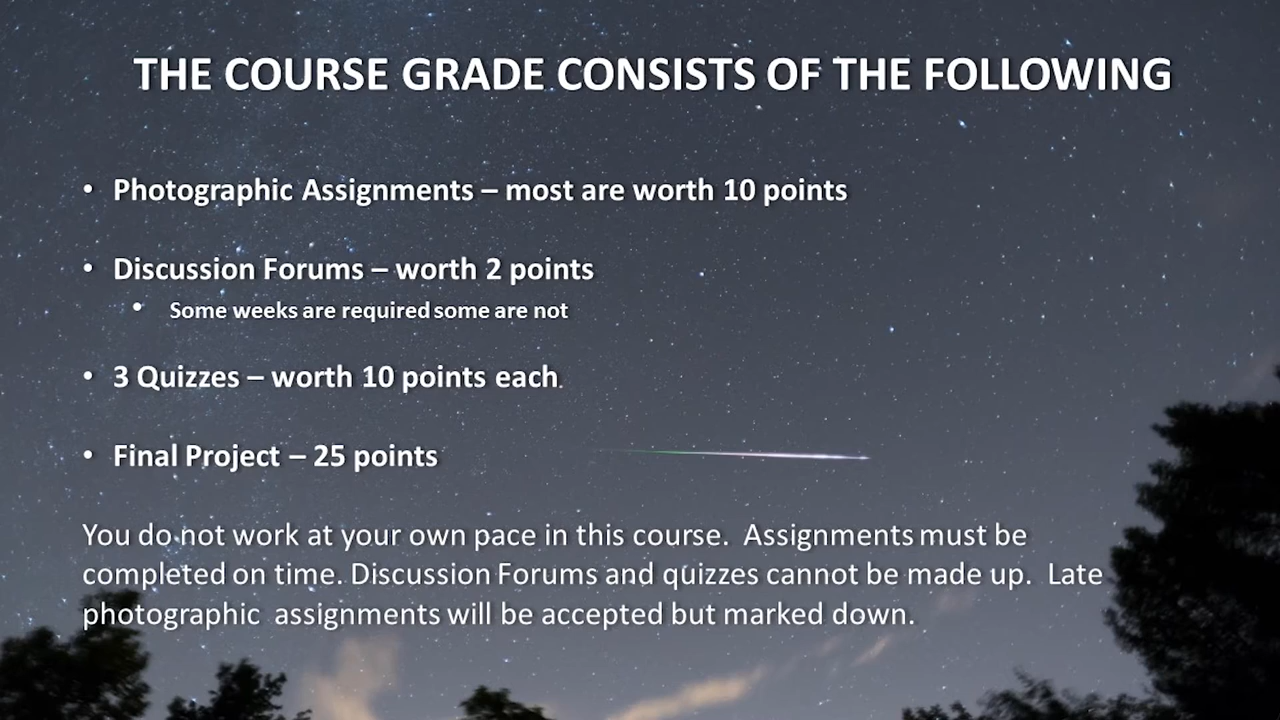 THE COURSE GRADE CONSISTS OF THE FOLLOWING
• Photographic Assignments – most are worth 10 points
• Discussion Forums – worth 2 points
• Some weeks are required some are not
• 3 Quizzes – worth 10 points each.
• Final Project – 25 points
You do not work at your own pace in this course. Assignments must be
completed on time. Discussion Forums and quizzes cannot be made up. Late
photographic assignments will be accepted but marked down.